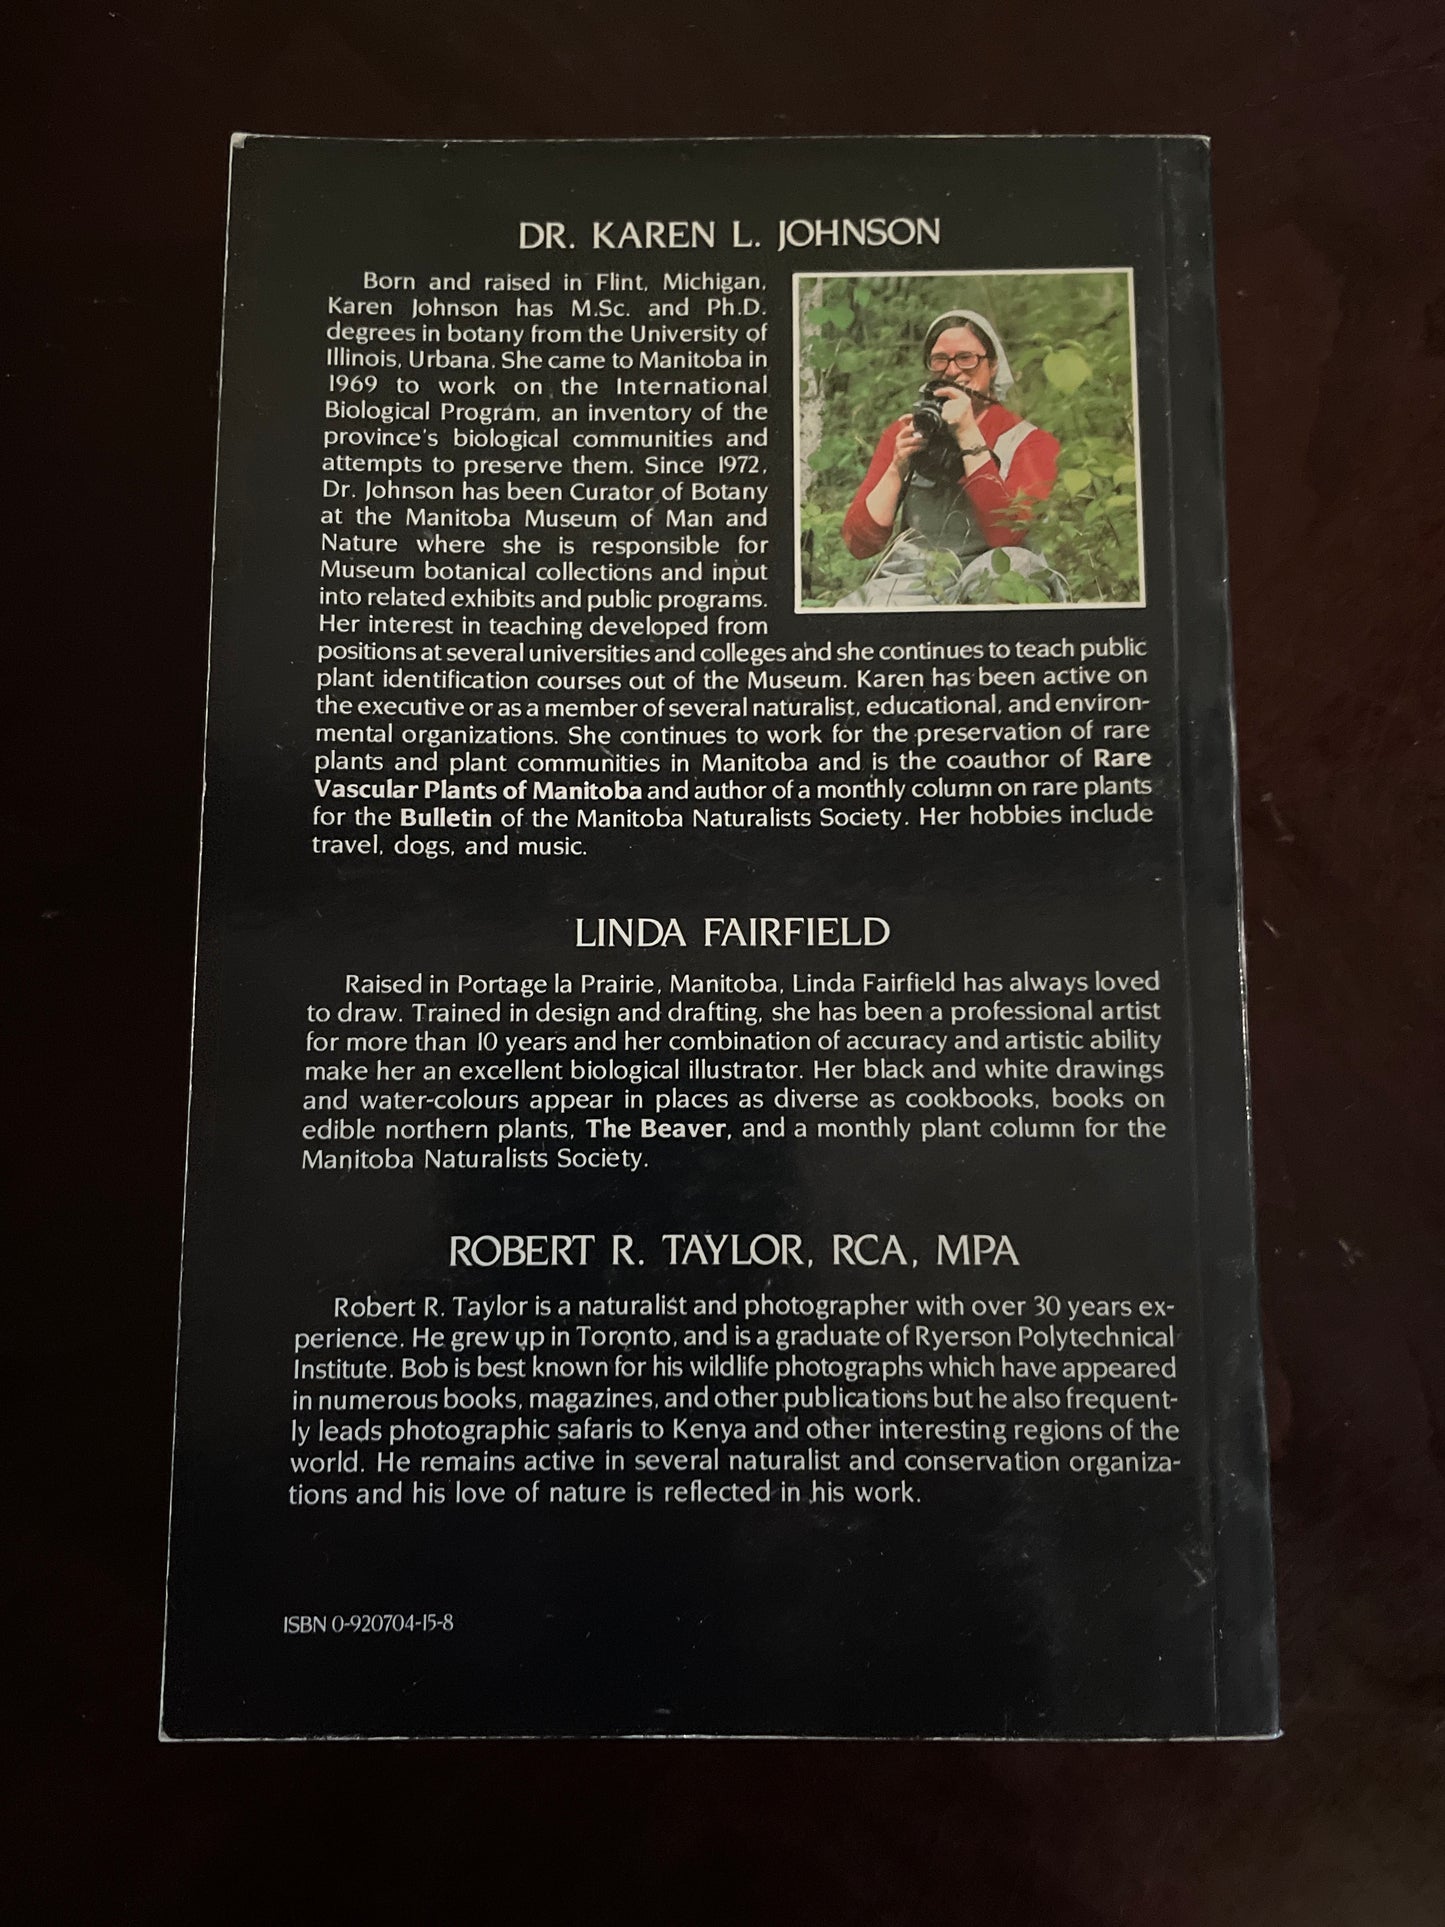 DR. KAREN L. JOHNSON
Born and raised in Flint, Michigan,
Karen Johnson has M.Sc. and Ph.D.
degrees in botany from the University of
Illinois, Urbana. She came to Manitoba in
1969 to work on the International
Biological Program, an inventory of the
province's biological communities and
attempts to preserve them. Since 1972,
Dr. Johnson has been Curator of Botany
at the Manitoba Museum of Man and
Nature where she is responsible for
Museum botanical collections and input
into related exhibits and public programs.
Her interest in teaching developed from
positions at several universities and colleges and she continues to teach public
plant identification courses out of the Museum. Karen has been active on
the executive or as a member of several naturalist, educational, and environ-
mental organizations. She continues to work for the preservation of rare
plants and plant communities in Manitoba and is the coauthor of Rare
Vascular Plants of Manitoba and author of a monthly column on rare plants
for the Bulletin of the Manitoba Naturalists Society. Her hobbies include
travel, dogs, and music.
LINDA FAIRFIELD
Raised in Portage la Prairie, Manitoba, Linda Fairfield has always loved
to draw. Trained in design and drafting, she has been a professional artist
for more than 10 years and her combination of accuracy and artistic ability
make her an excellent biological illustrator. Her black and white drawings
and water-colours appear in places as diverse as cookbooks, books on
edible northern plants, The Beaver, and a monthly plant column for the
Manitoba Naturalists Society.
ROBERT R. TAYLOR, RCA, MPA
Robert R. Taylor is a naturalist and photographer with over 30 years ex-
perience. He grew up in Toronto, and is a graduate of Ryerson Polytechnical
Institute. Bob is best known for his wildlife photographs which have appeared
in numerous books, magazines, and other publications but he also frequent-
ly leads photographic safaris to Kenya and other interesting regions of the
world. He remains active in several naturalist and conservation organiza-
tions and his love of nature is reflected in his work.
ISBN 0-920704-15-8